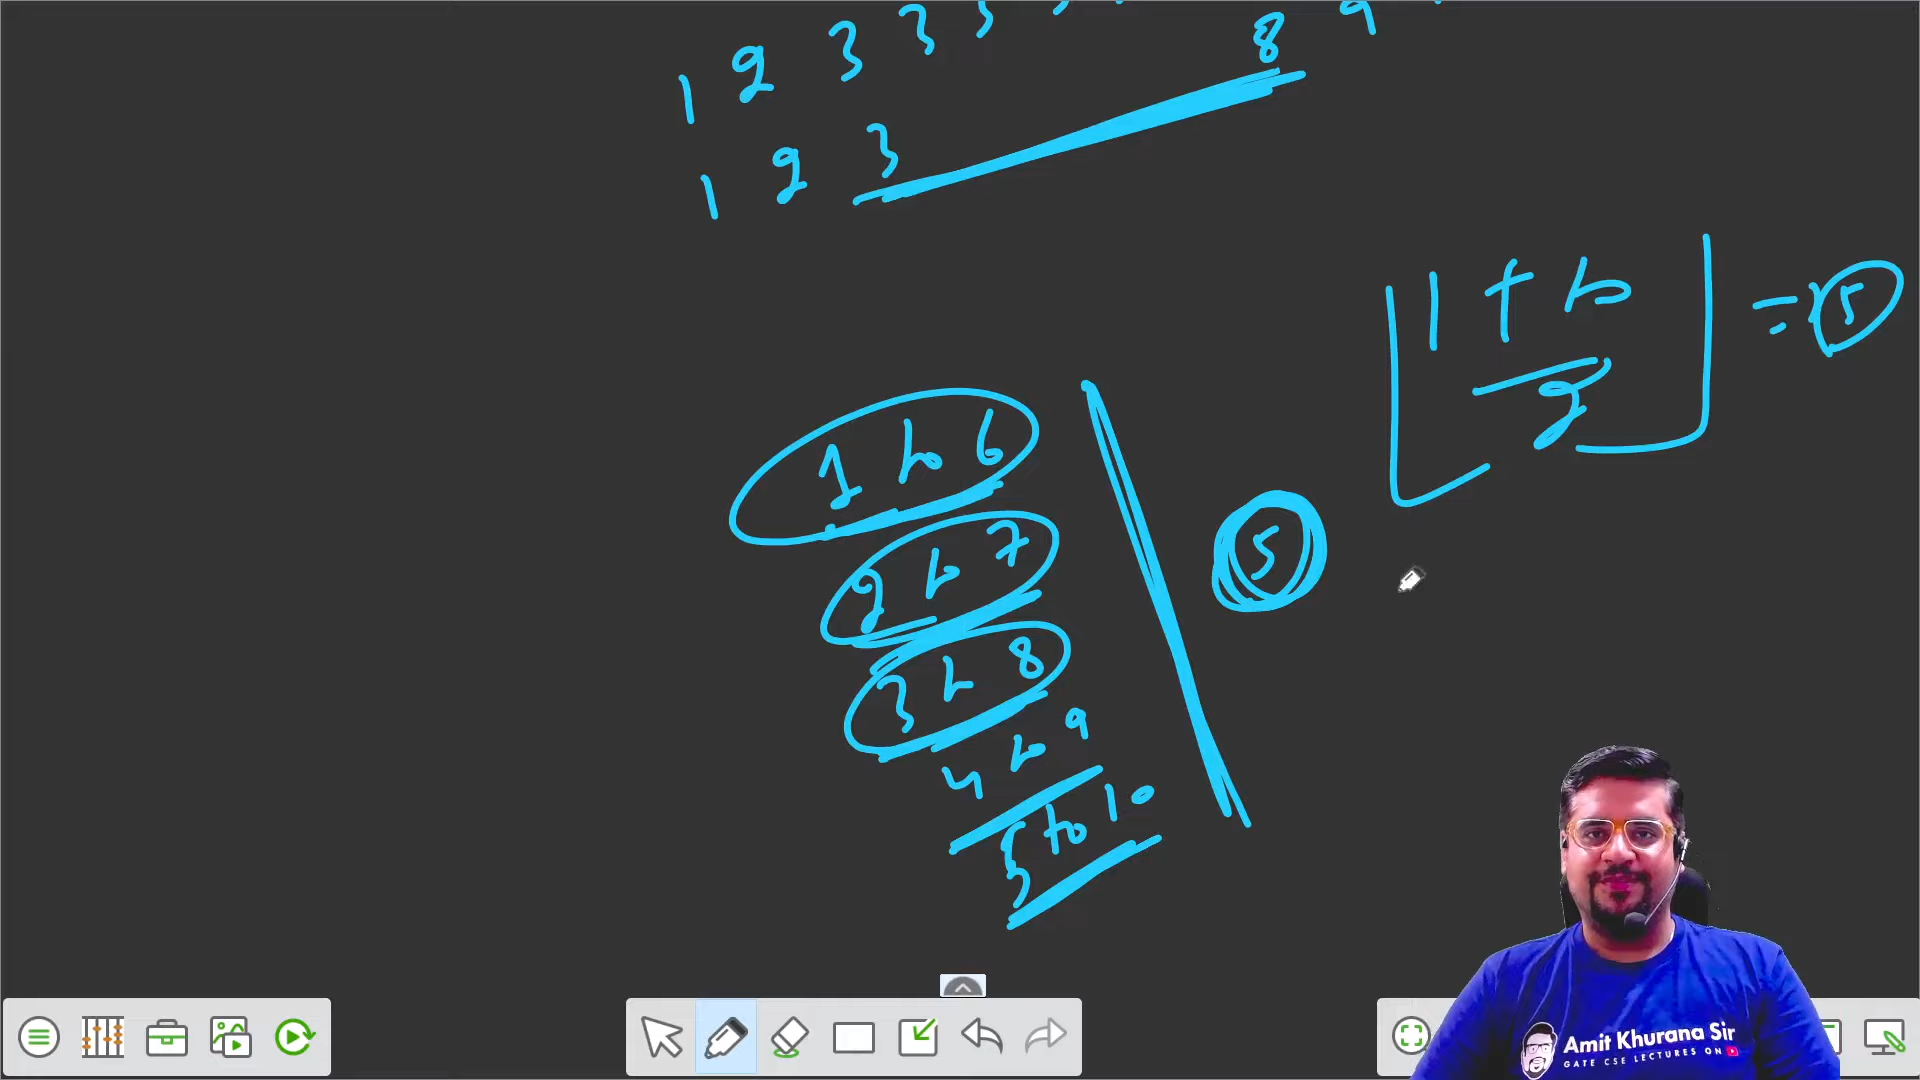 1 2 3 3 3
8 9
1 2 3
1 + 10
2
= 5
1 to 6
2 to 7
5
3 to 8
4 to 9
5 to 10
Amit Khurana Sir
GATE CSE LECTURES ON